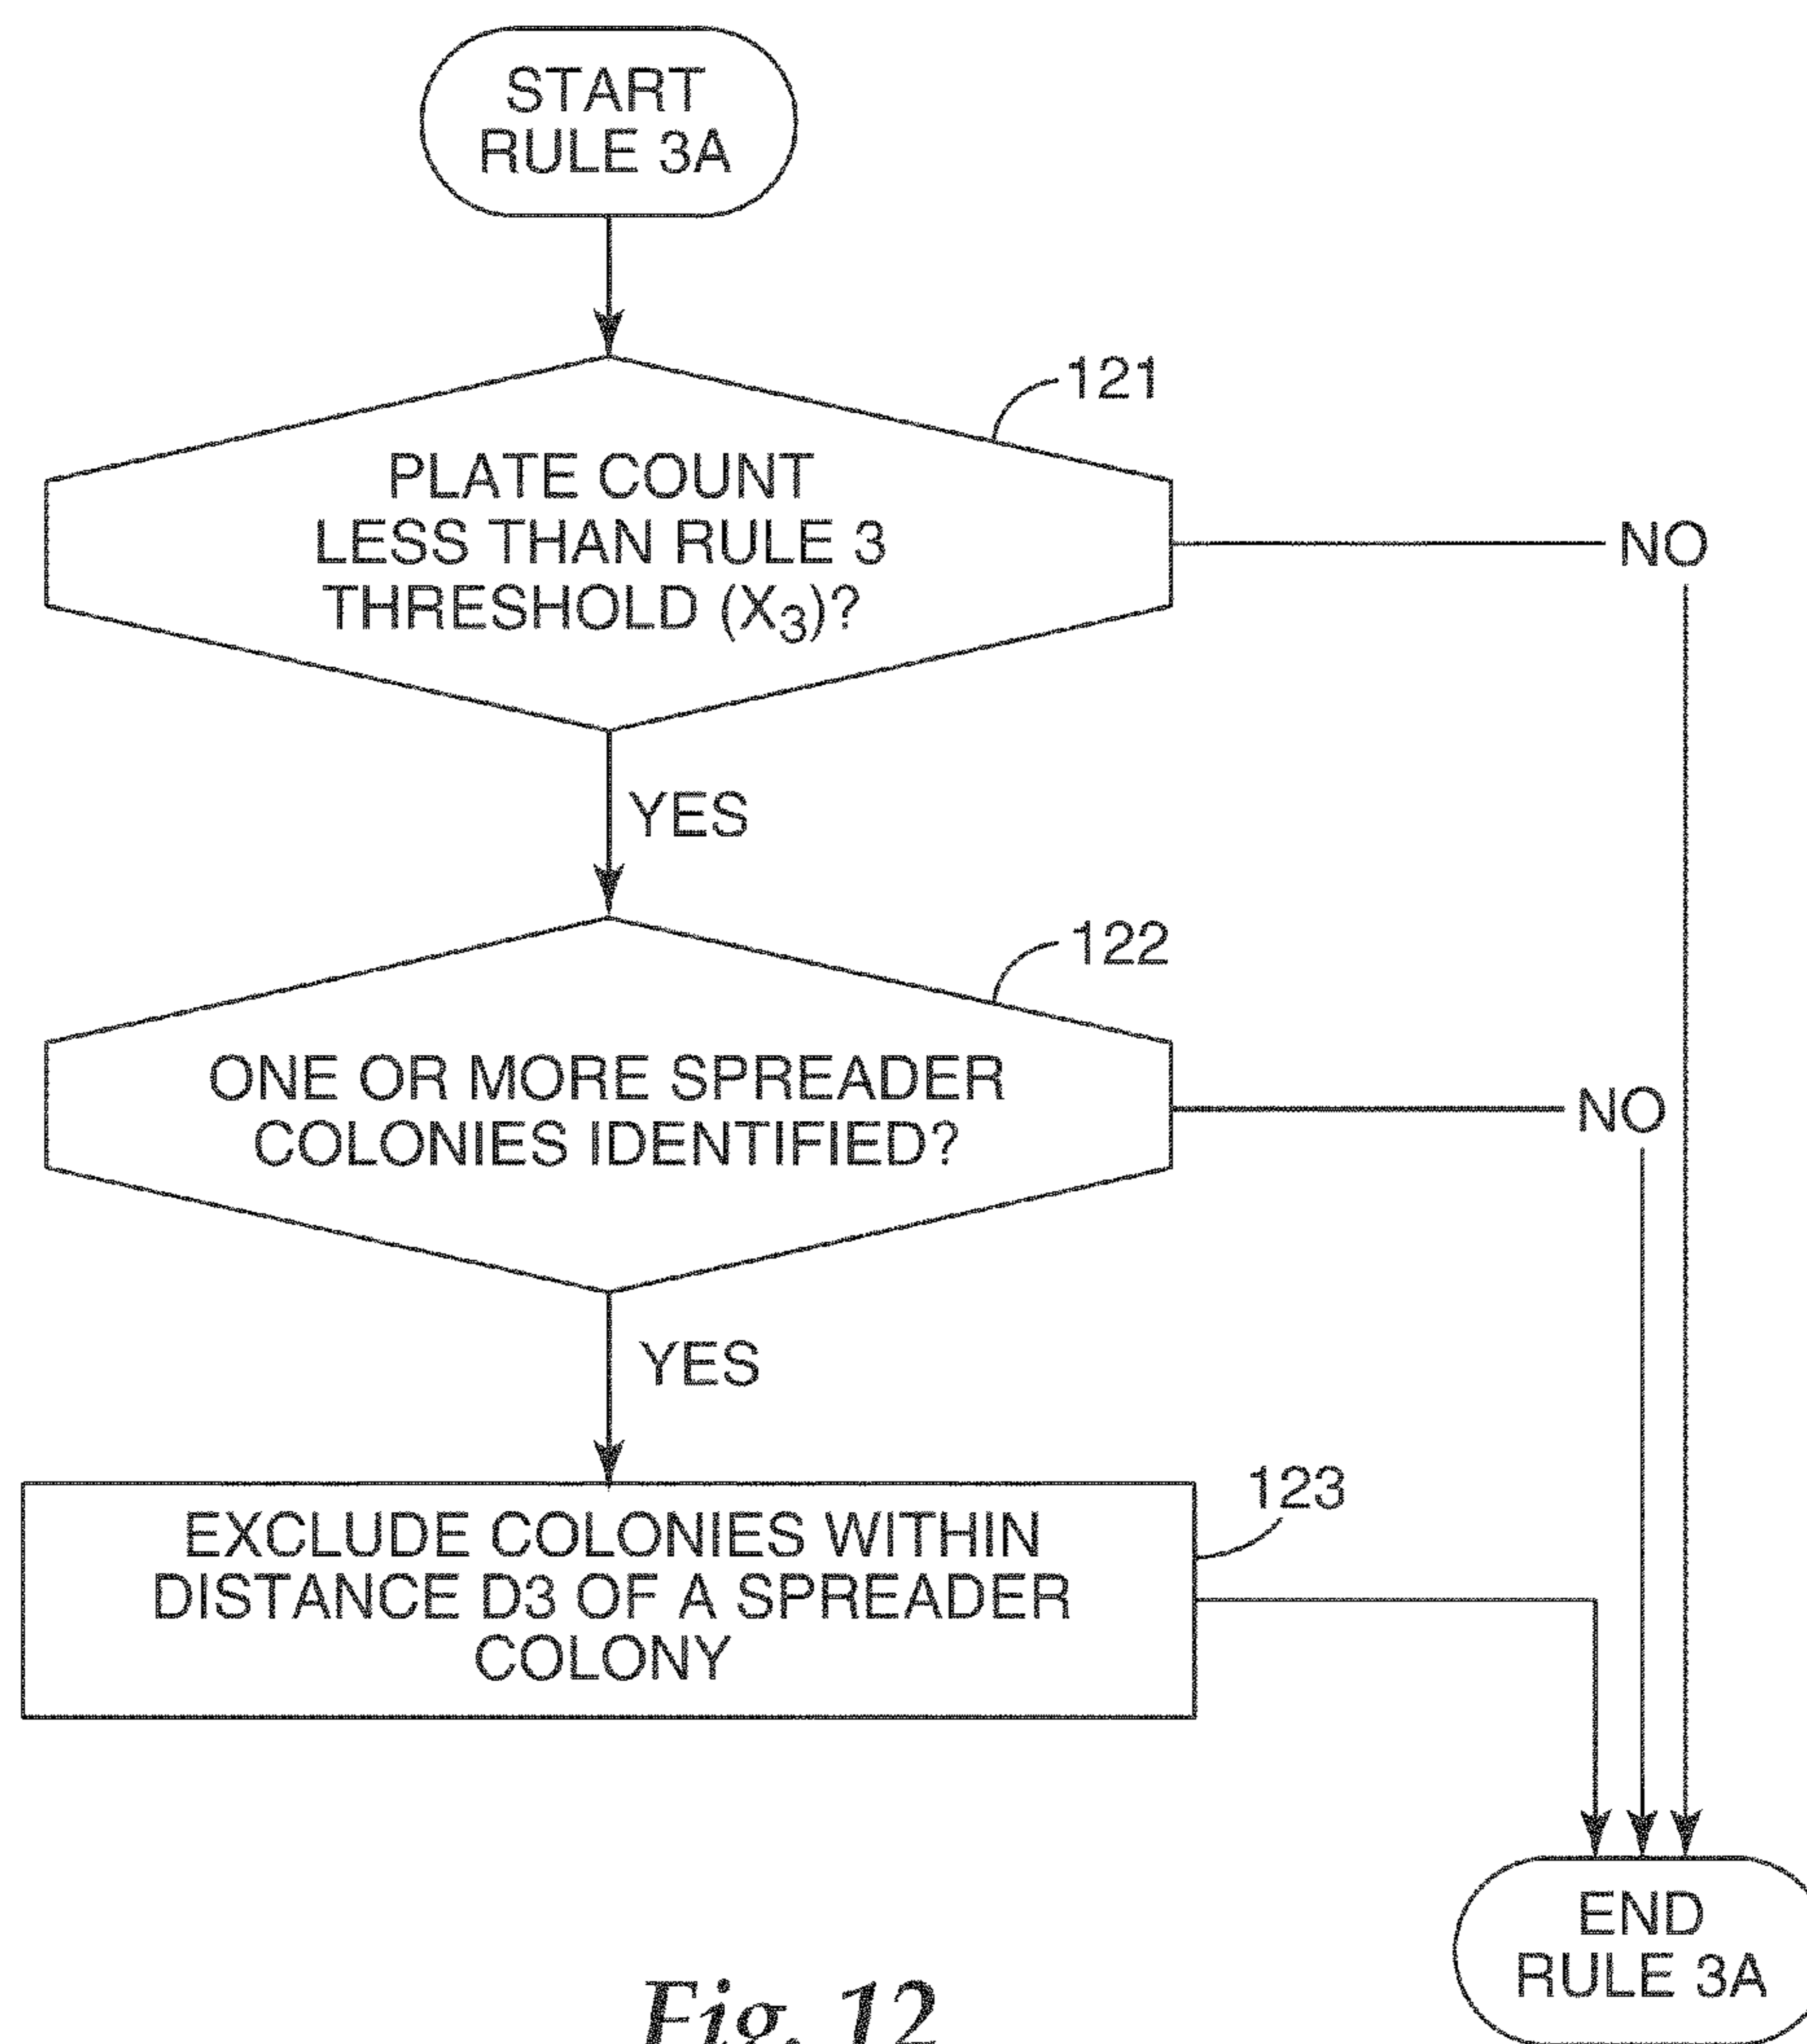 START
RULE 3A
121
PLATE COUNT
LESS THAN RULE 3
THRESHOLD (X3)?
NO
YES
122
ONE OR MORE SPREADER
COLONIES IDENTIFIED?
NO
YES
123
EXCLUDE COLONIES WITHIN
DISTANCE D3 OF A SPREADER
COLONY
END
RULE 3A
Fig. 12